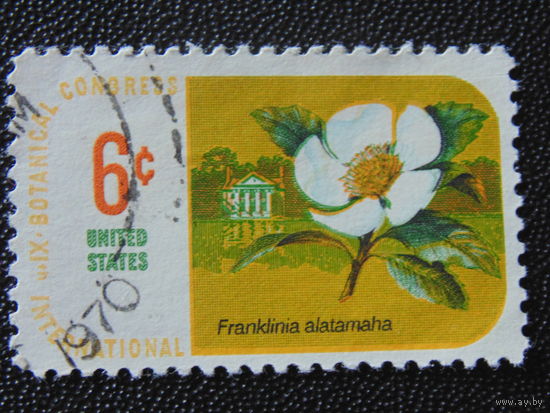 XI INTERNATIONAL BOTANICAL CONGRESS
6¢
UNITED
STATES
Franklinia alatamaha
1970
www.ay.by